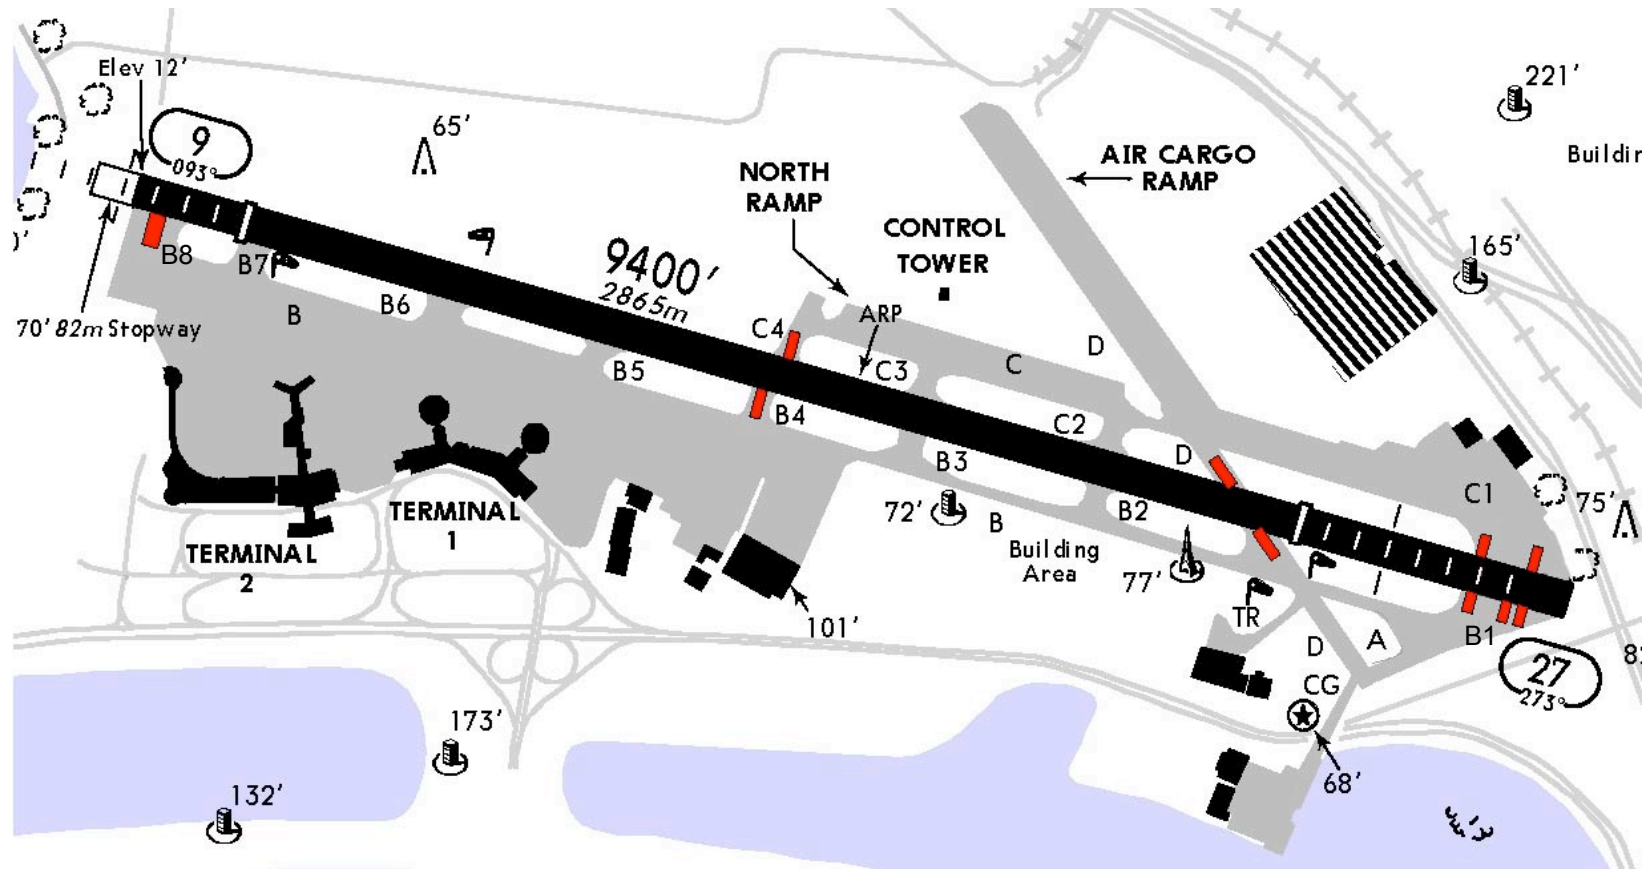 221'
Elev 12'
65'
9
093°
AIR CARGO
RAMP
Buildin
NORTH
RAMP
CONTROL
TOWER
165'
0'
B8
B7
9400'
2865m
B
B6
70' 82m Stopway
ARP
C4
D
C
C3
B5
B4
C2
D
B3
C1
75'
72'
B
B2
TERMINAL
1
TERMINAL
2
Building
Area
77'
101'
TR
D
A
B1
27
273°
CG
173'
68'
132'